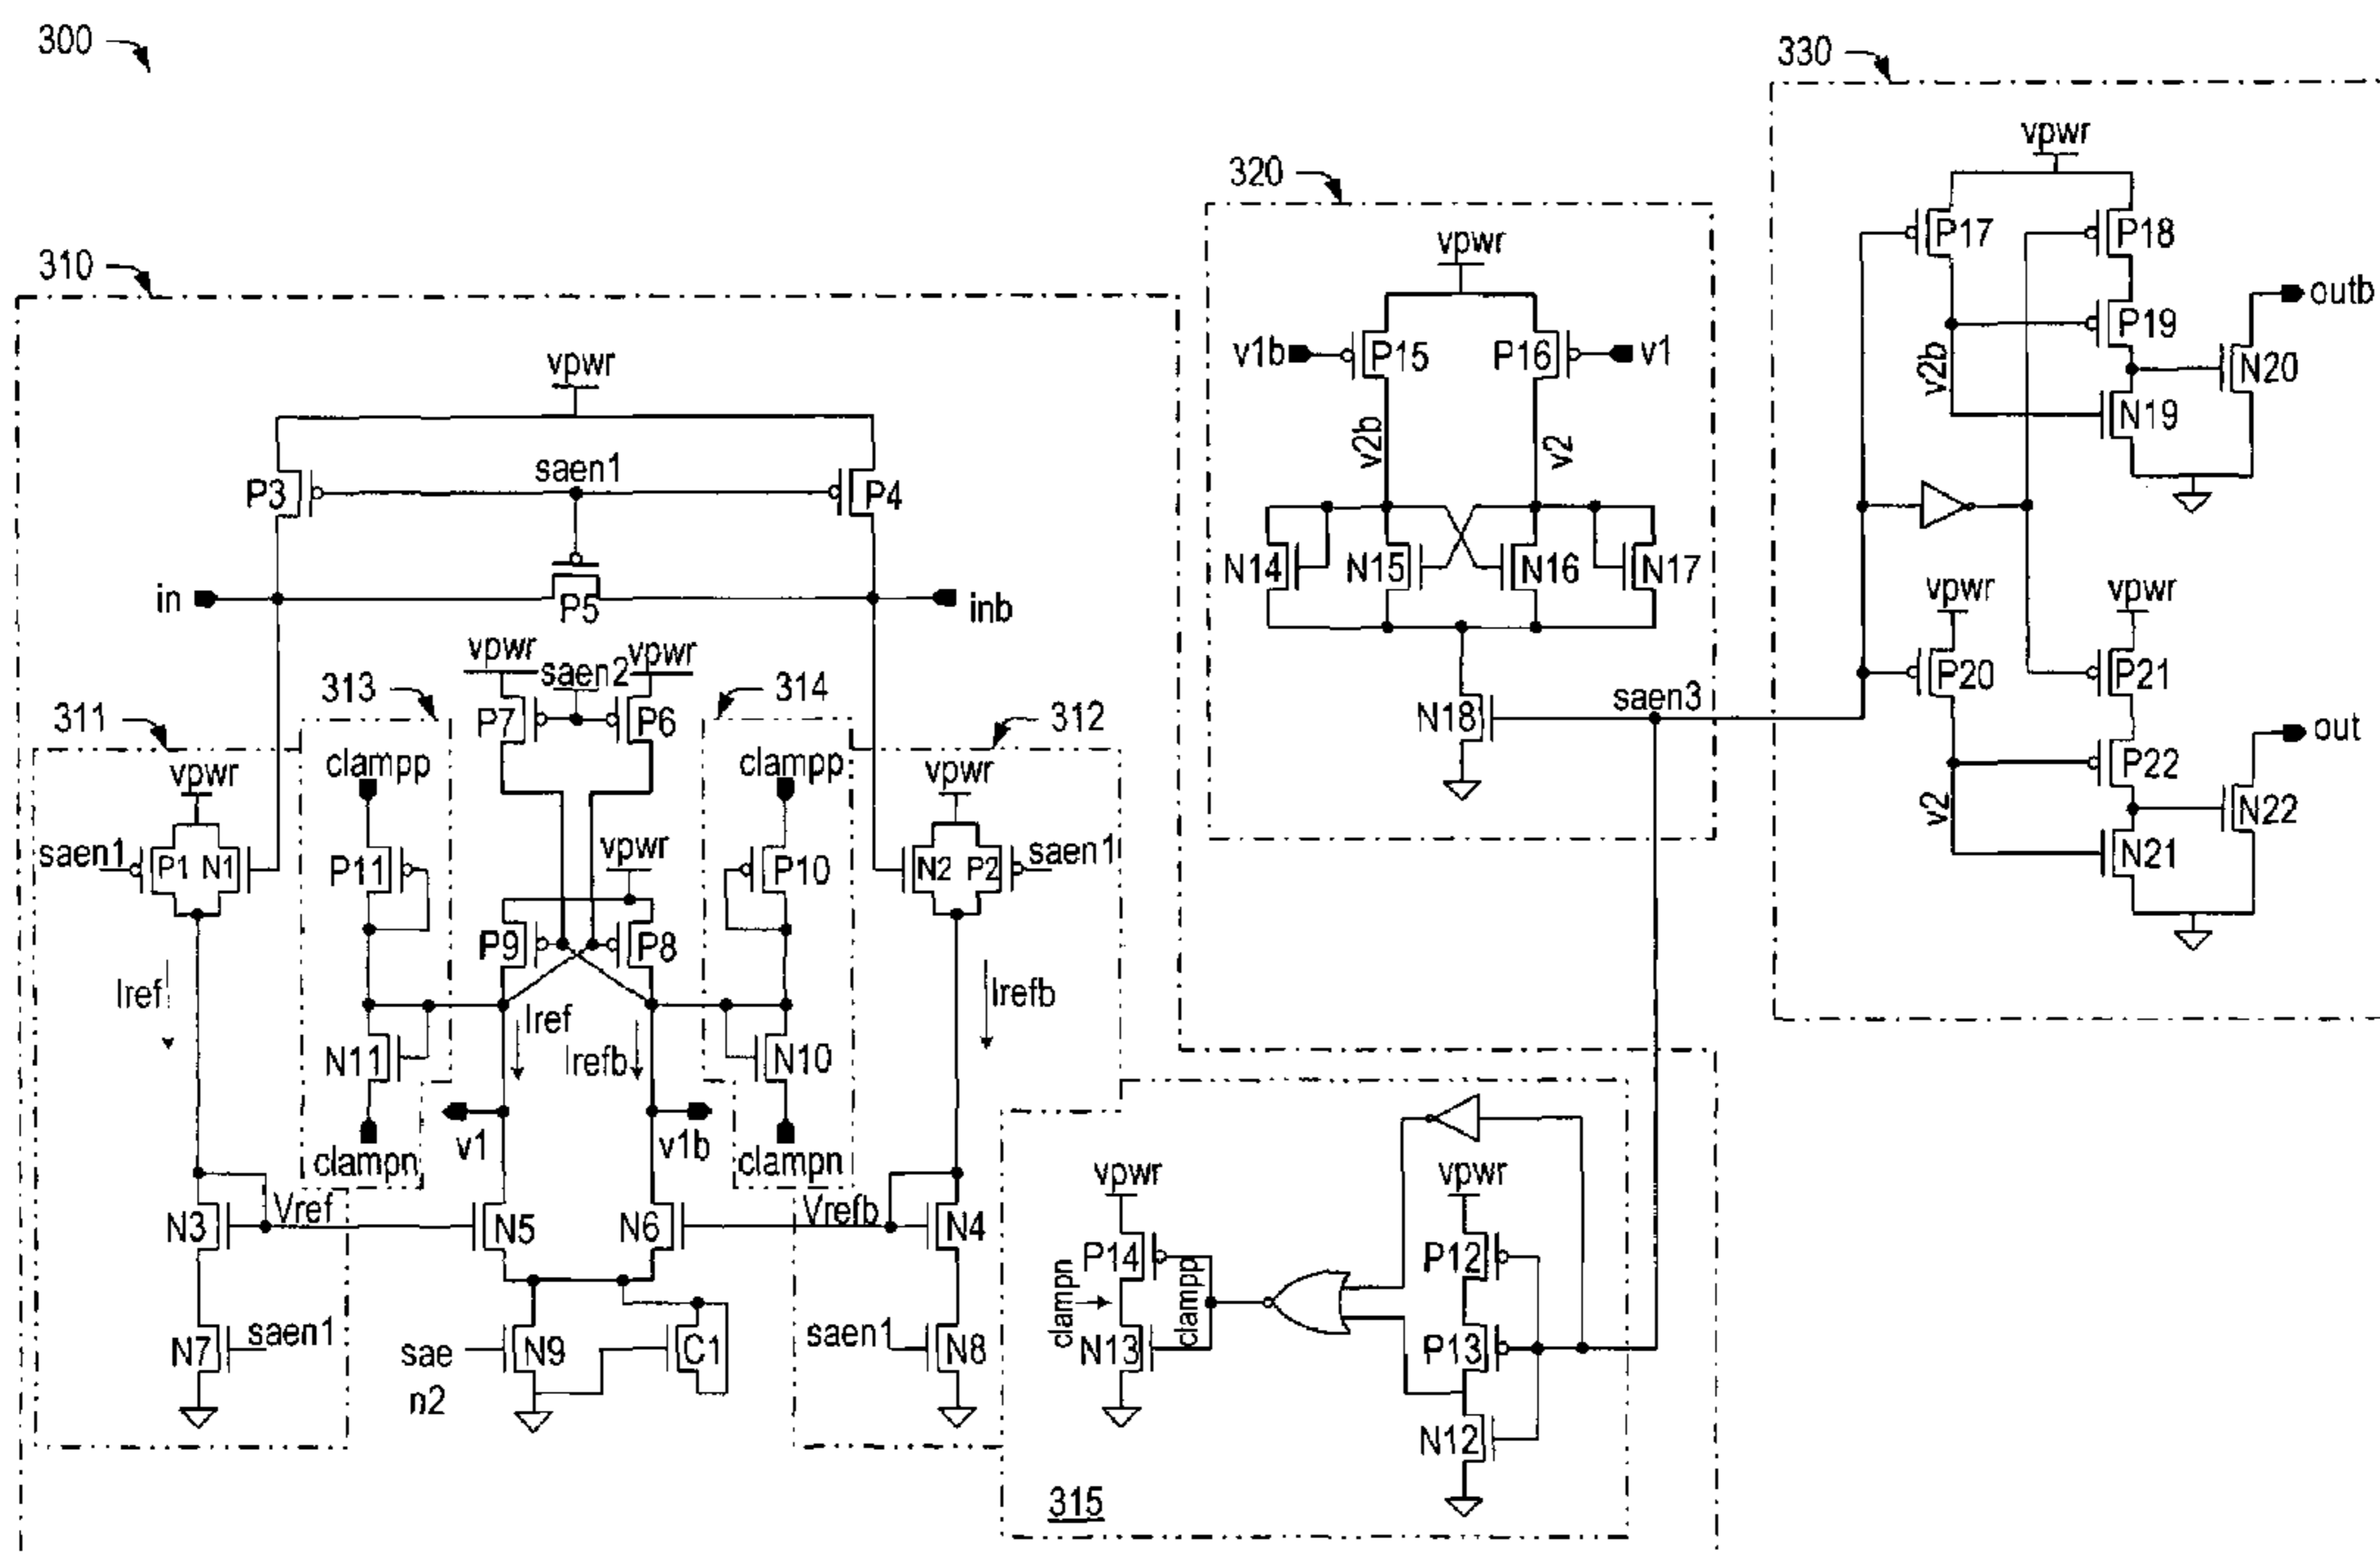 300
330
vpwr
320
P17
P18
vpwr
outb
310
P19
v1b
P15
P16
v1
N20
v2b
N19
vpwr
v2b
v2
saen1
P3
P4
N14
N15
N16
N17
in
P5
inb
vpwr
vpwr
vpwr
saen2
vpwr
313
314
P20
P21
311
P7
P6
312
saen3
N18
out
clampp
clampp
vpwr
vpwr
P22
v2
N22
vpwr
saen1
P1
N1
P11
P10
N2
P2
saen1
N21
P9
P8
Iref
Irefb
Iref
N11
Irefb
N10
v1
v1b
clampn
clampn
vpwr
vpwr
N3
Vref
N5
N6
Vrefb
N4
P14
clampn
clampp
P12
N7
saen1
sae
n2
N9
C1
saen1
N8
N13
P13
N12
315